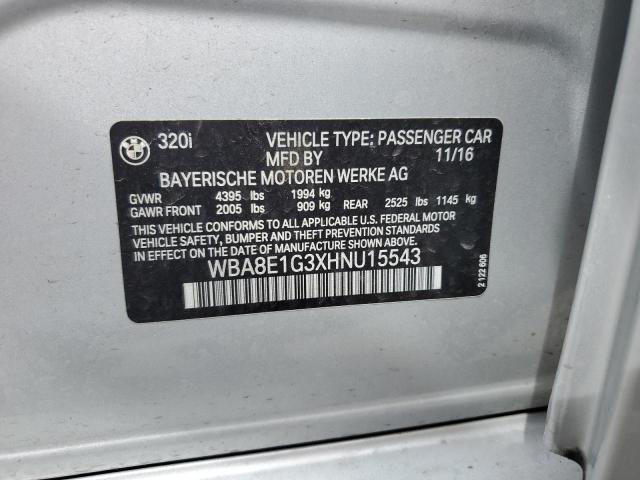 BMW 320i VEHICLE TYPE: PASSENGER CAR
MFD BY 11/16
BAYERISCHE MOTOREN WERKE AG
GVWR 4395 lbs 1994 kg
GAWR FRONT 2005 lbs 909 kg REAR 2525 lbs 1145 kg
THIS VEHICLE CONFORMS TO ALL APPLICABLE U.S. FEDERAL MOTOR
VEHICLE SAFETY, BUMPER AND THEFT PREVENTION STANDARDS
IN EFFECT ON THE DATE OF MANUFACTURE SHOWN ABOVE.
WBA8E1G3XHNU15543
2 122 606